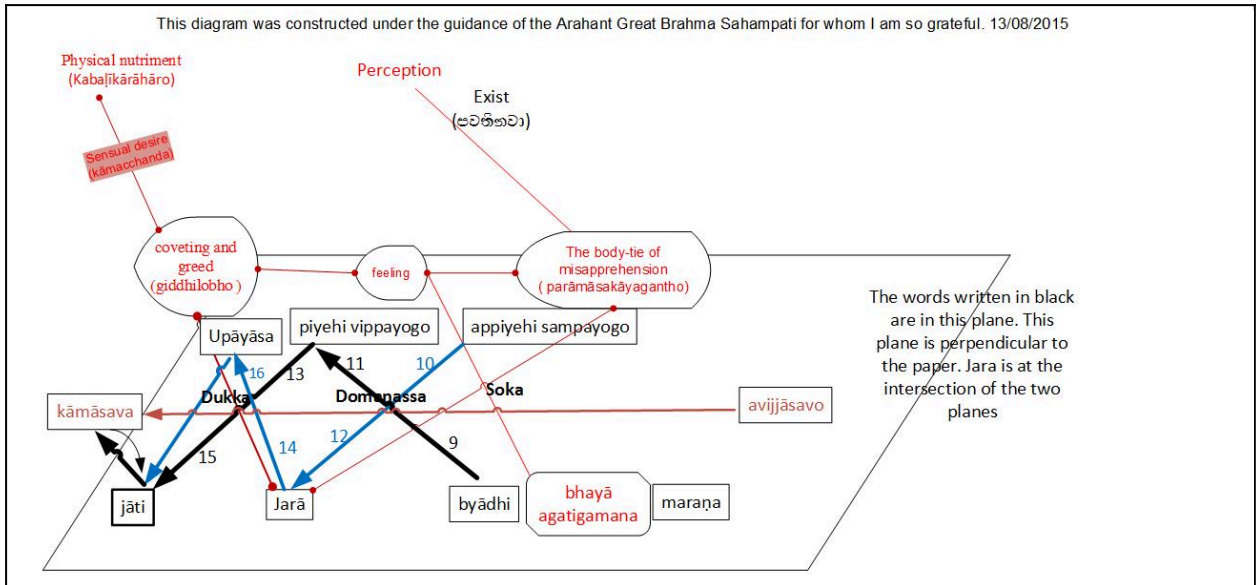 This diagram was constructed under the guidance of the Arahant Great Brahma Sahampati for whom I am so grateful. 13/08/2015
Physical nutriment
(Kabaḷīkārāhāro)
Perception
Exist
(පවතිනවා)
Sensual desire
(kāmacchanda)
coveting and
greed
(giddhilobho )
feeling
The body-tie of
misapprehension
( parāmāsakāyagantho)
The words written in black
are in this plane. This
plane is perpendicular to
the paper. Jara is at the
intersection of the two
planes
Upāyāsa
piyehi vippayogo
appiyehi sampayogo
16
13
11
10
Dukka
Domanassa
Soka
kāmāsava
avijjāsavo
15
14
12
9
jāti
Jarā
byādhi
bhayā
agatigamana
maraṇa